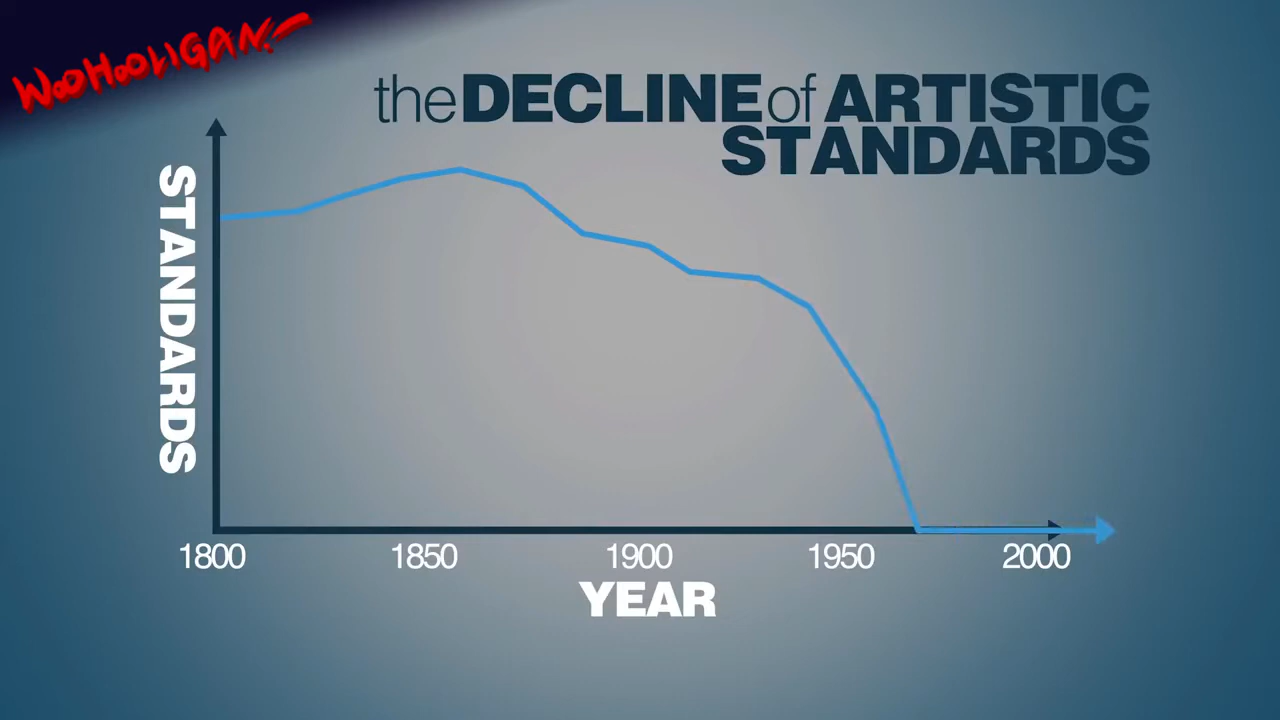 WOOHOOLIGAN!
the DECLINE of ARTISTIC
STANDARDS
STANDARDS
1800 1850 1900 1950 2000
YEAR